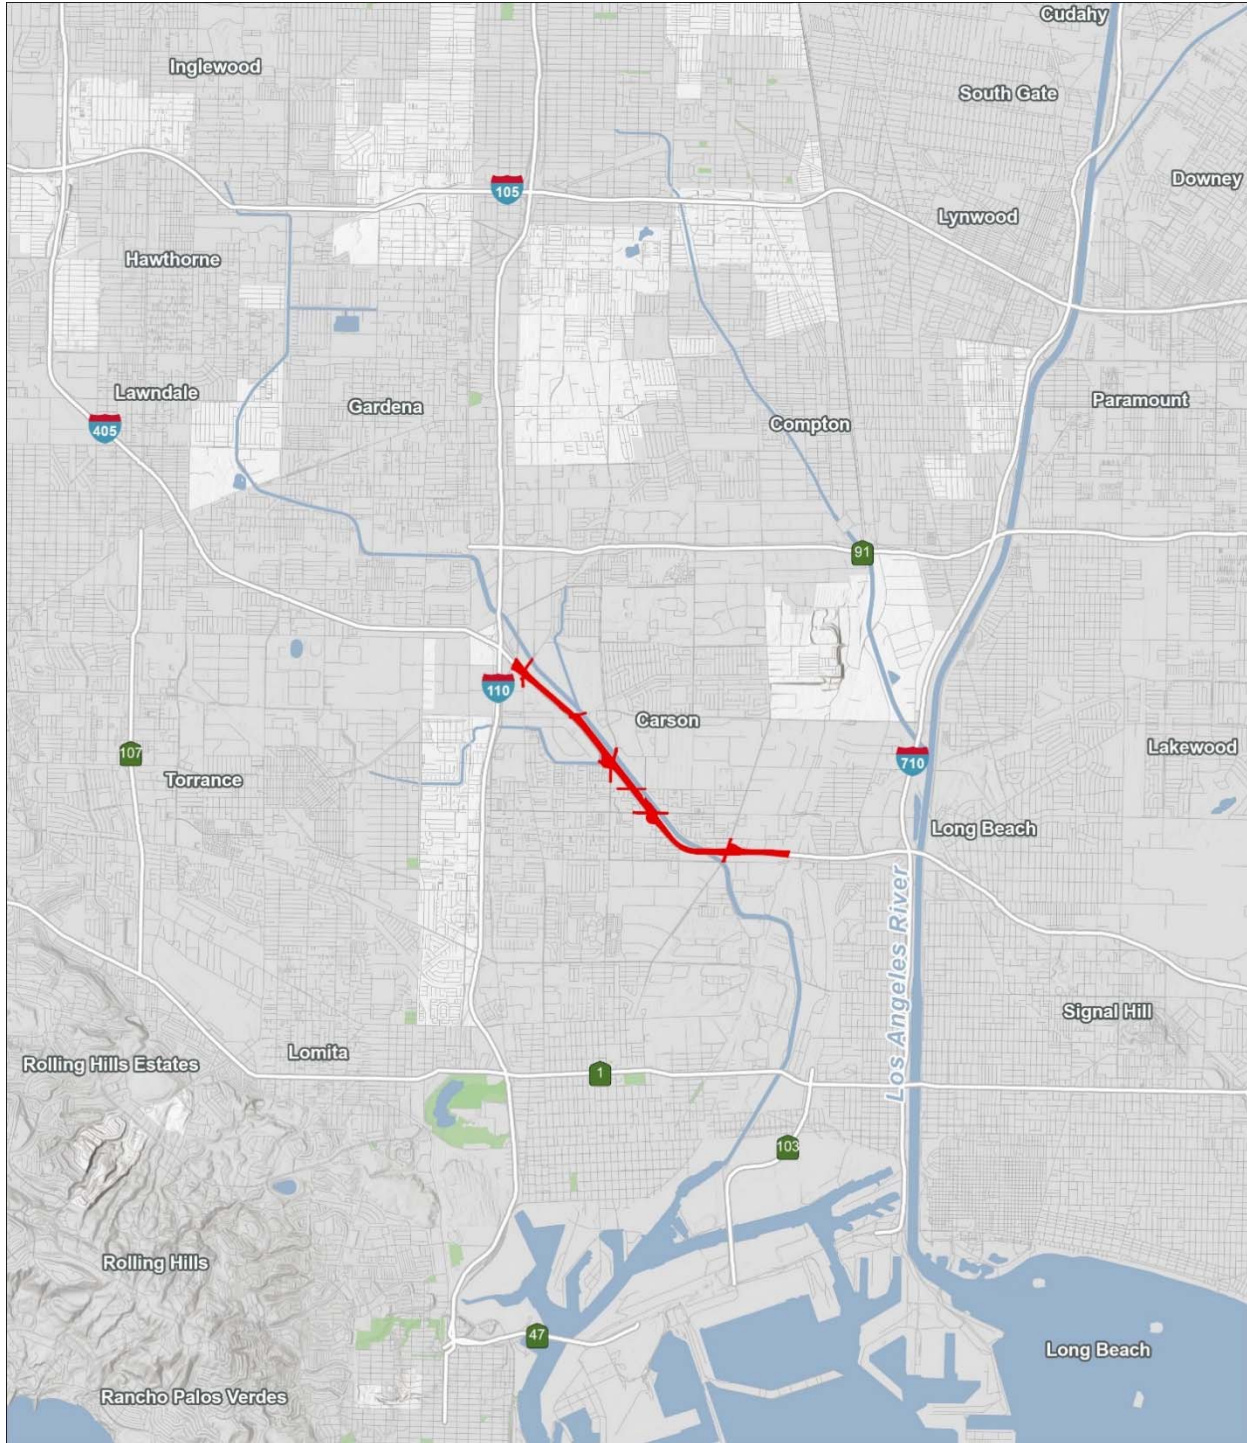 Cudahy
Inglewood
South Gate
Downey
105
Lynwood
Hawthorne
Lawndale
Gardena
Paramount
405
Compton
91
110
Carson
107
Lakewood
710
Torrance
Long Beach
Los Angeles River
Signal Hill
Lomita
Rolling Hills Estates
1
103
Rolling Hills
47
Long Beach
Rancho Palos Verdes